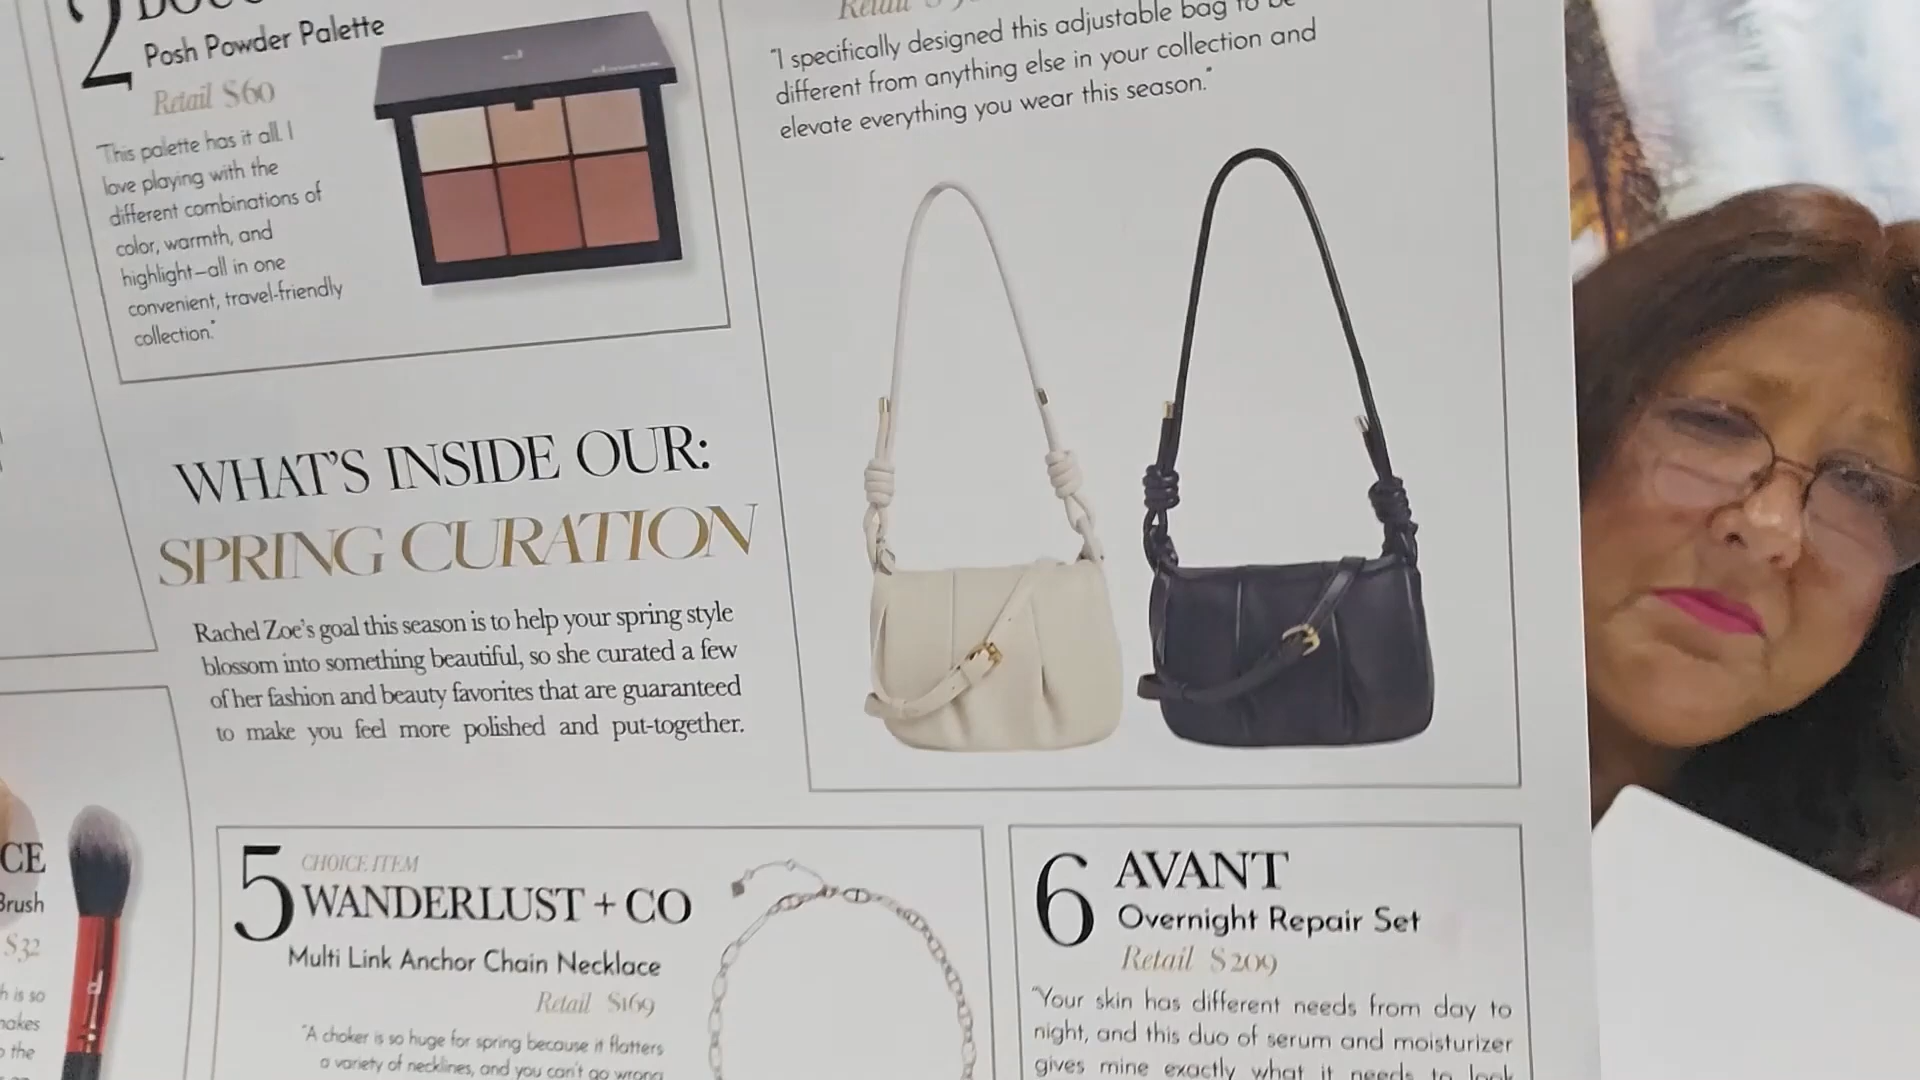 2
Posh Powder Palette
Retail $60
"This palette has it all. I
love playing with the
different combinations of
color, warmth, and
highlight—all in one
convenient, travel-friendly
collection."
Retail
"I specifically designed this adjustable bag to be
different from anything else in your collection and
elevate everything you wear this season."
WHAT'S INSIDE OUR:
SPRING CURATION
Rachel Zoe's goal this season is to help your spring style
blossom into something beautiful, so she curated a few
of her fashion and beauty favorites that are guaranteed
to make you feel more polished and put-together.
CE
Brush
$32
h is so
makes
o the
5
CHOICE ITEM
WANDERLUST + CO
Multi Link Anchor Chain Necklace
Retail $169
"A choker is so huge for spring because it flatters
a variety of necklines, and you can't go wrong
6
AVANT
Overnight Repair Set
Retail $209
"Your skin has different needs from day to
night, and this duo of serum and moisturizer
gives mine exactly what it needs to look